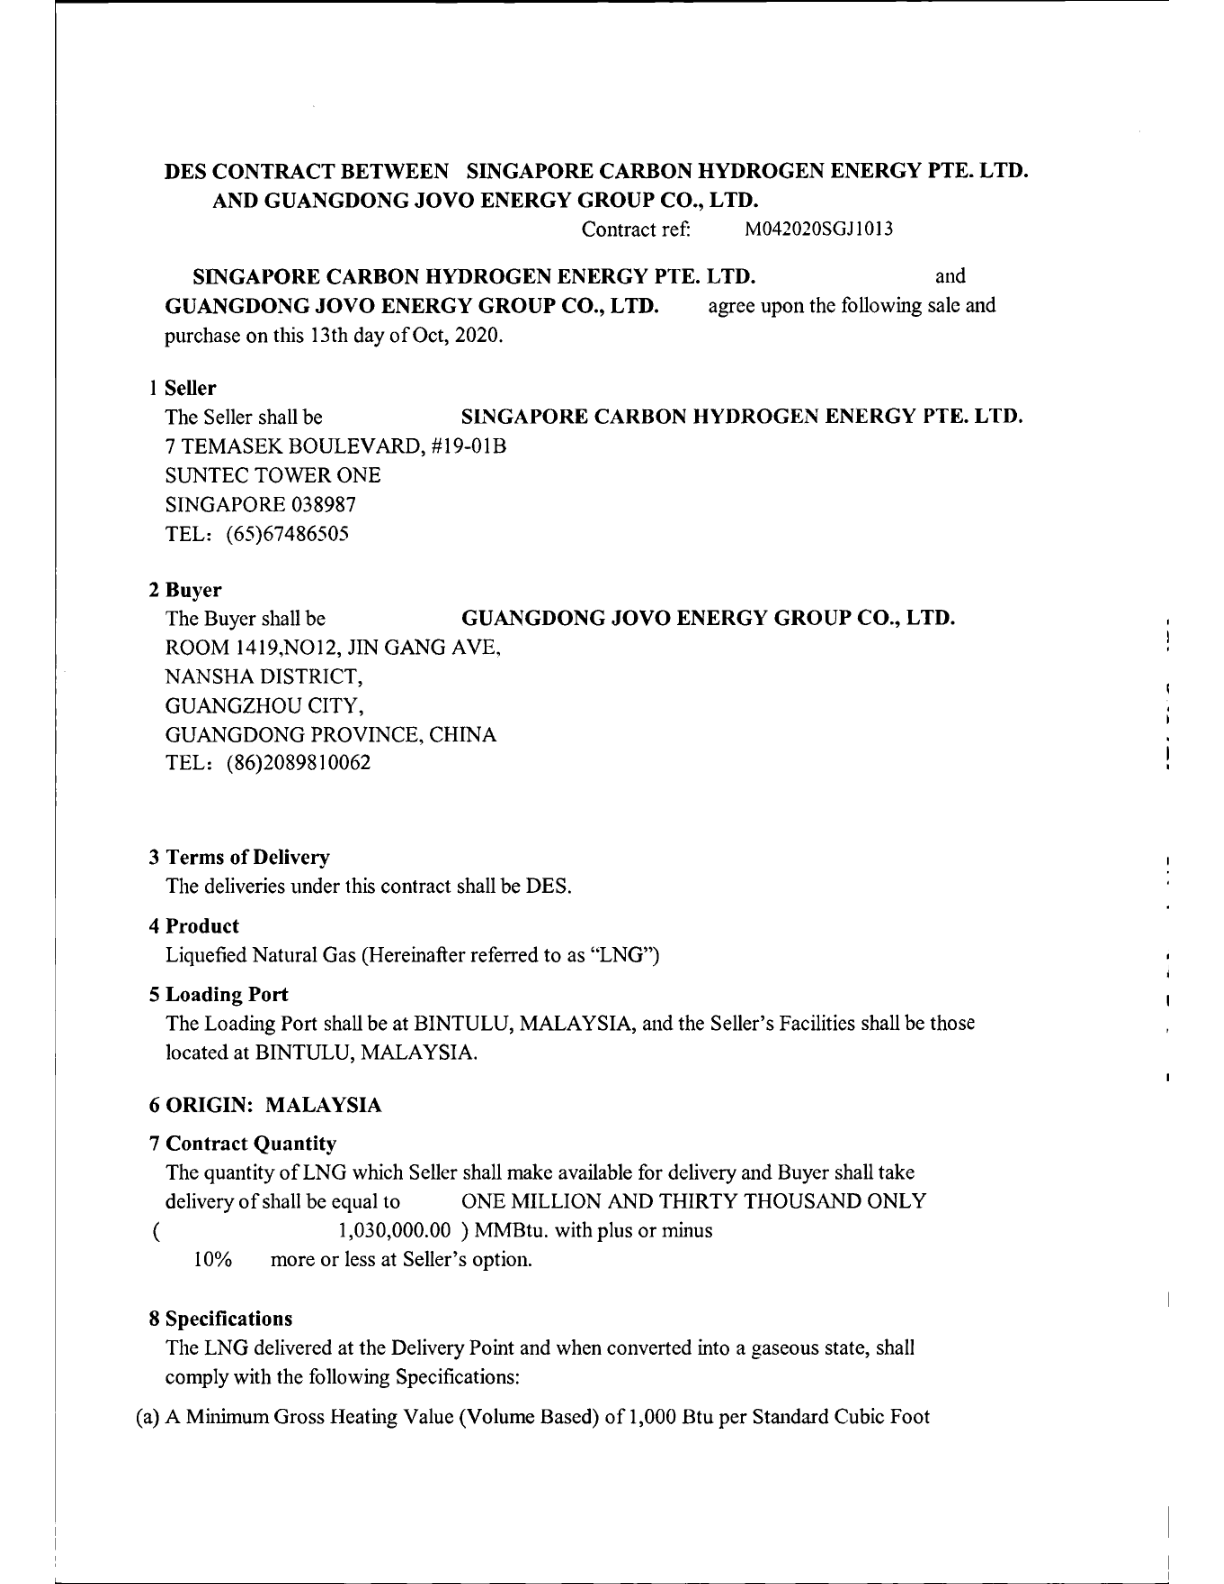 DES CONTRACT BETWEEN SINGAPORE CARBON HYDROGEN ENERGY PTE. LTD.
AND GUANGDONG JOVO ENERGY GROUP CO., LTD.
Contract ref: M042020SGJ1013
SINGAPORE CARBON HYDROGEN ENERGY PTE. LTD. and
GUANGDONG JOVO ENERGY GROUP CO., LTD. agree upon the following sale and
purchase on this 13th day of Oct, 2020.
1 Seller
The Seller shall be SINGAPORE CARBON HYDROGEN ENERGY PTE. LTD.
7 TEMASEK BOULEVARD, #19-01B
SUNTEC TOWER ONE
SINGAPORE 038987
TEL: (65)67486505
2 Buyer
The Buyer shall be GUANGDONG JOVO ENERGY GROUP CO., LTD.
ROOM 1419,NO12, JIN GANG AVE,
NANSHA DISTRICT,
GUANGZHOU CITY,
GUANGDONG PROVINCE, CHINA
TEL: (86)2089810062
3 Terms of Delivery
The deliveries under this contract shall be DES.
4 Product
Liquefied Natural Gas (Hereinafter referred to as “LNG”)
5 Loading Port
The Loading Port shall be at BINTULU, MALAYSIA, and the Seller’s Facilities shall be those
located at BINTULU, MALAYSIA.
6 ORIGIN: MALAYSIA
7 Contract Quantity
The quantity of LNG which Seller shall make available for delivery and Buyer shall take
delivery of shall be equal to ONE MILLION AND THIRTY THOUSAND ONLY
( 1,030,000.00 ) MMBtu. with plus or minus
10% more or less at Seller’s option.
8 Specifications
The LNG delivered at the Delivery Point and when converted into a gaseous state, shall
comply with the following Specifications:
(a) A Minimum Gross Heating Value (Volume Based) of 1,000 Btu per Standard Cubic Foot